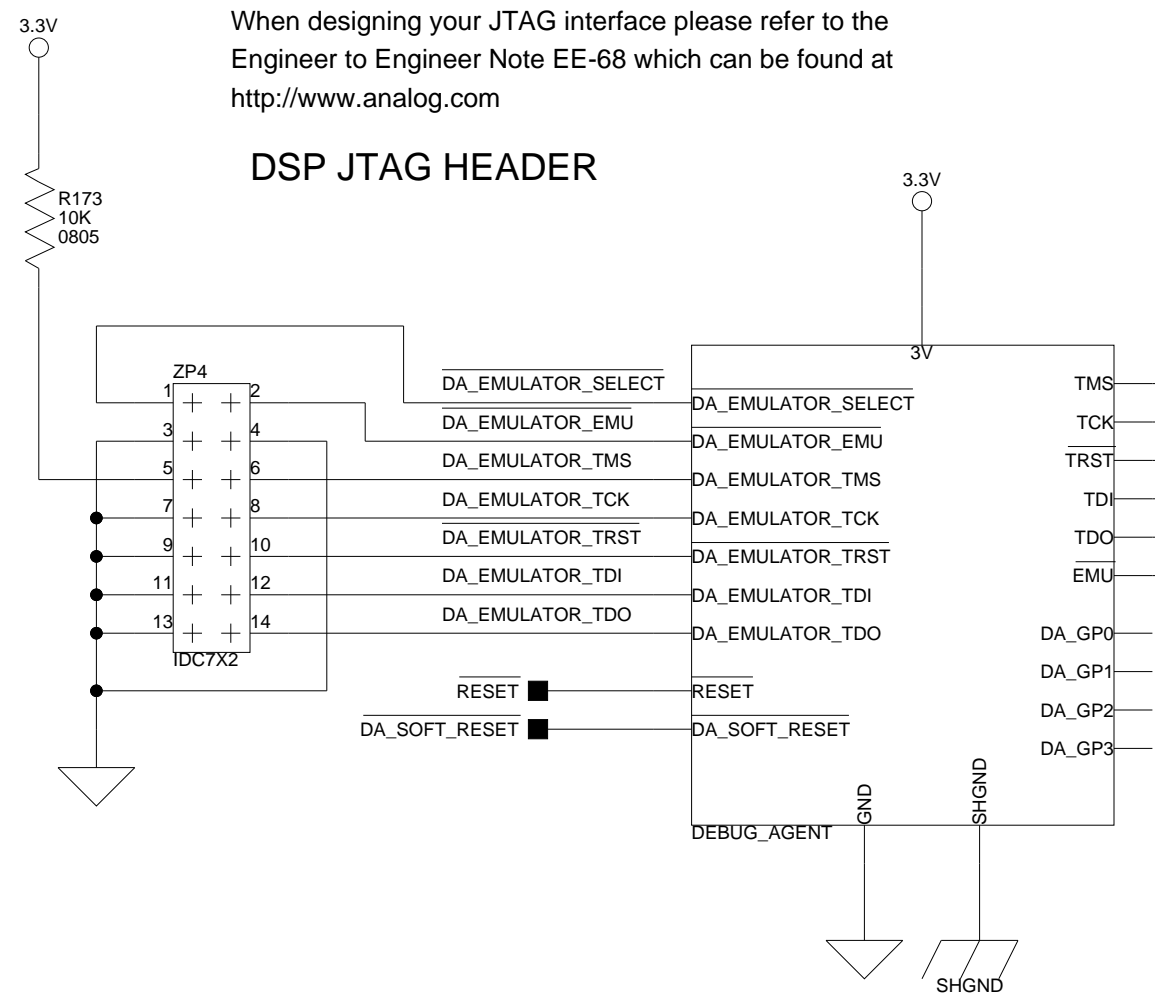 When designing your JTAG interface please refer to the
Engineer to Engineer Note EE-68 which can be found at
http://www.analog.com
3.3V
DSP JTAG HEADER
R173
10K
0805
3.3V
3V
ZP4
1
2
3
4
5
6
7
8
9
10
11
12
13
14
IDC7X2
DA_EMULATOR_SELECT
DA_EMULATOR_EMU
DA_EMULATOR_TMS
DA_EMULATOR_TCK
DA_EMULATOR_TRST
DA_EMULATOR_TDI
DA_EMULATOR_TDO
RESET
DA_SOFT_RESET
DA_EMULATOR_SELECT
DA_EMULATOR_EMU
DA_EMULATOR_TMS
DA_EMULATOR_TCK
DA_EMULATOR_TRST
DA_EMULATOR_TDI
DA_EMULATOR_TDO
RESET
DA_SOFT_RESET
TMS
TCK
TRST
TDI
TDO
EMU
DA_GP0
DA_GP1
DA_GP2
DA_GP3
GND
SHGND
DEBUG_AGENT
SHGND